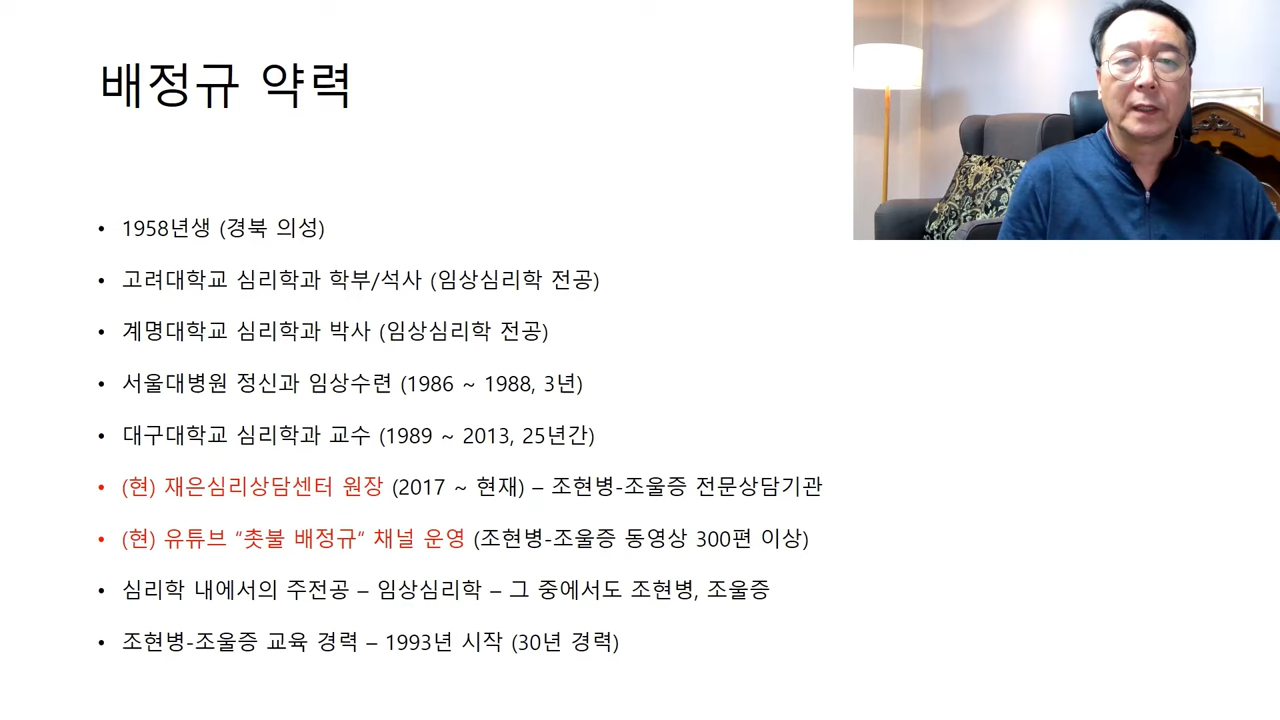 배정규 약력
• 1958년생 (경북 의성)
• 고려대학교 심리학과 학부/석사 (임상심리학 전공)
• 계명대학교 심리학과 박사 (임상심리학 전공)
• 서울대병원 정신과 임상수련 (1986 ~ 1988, 3년)
• 대구대학교 심리학과 교수 (1989 ~ 2013, 25년간)
• (현) 재은심리상담센터 원장 (2017 ~ 현재) – 조현병-조울증 전문상담기관
• (현) 유튜브 “촛불 배정규” 채널 운영 (조현병-조울증 동영상 300편 이상)
• 심리학 내에서의 주전공 – 임상심리학 – 그 중에서도 조현병, 조울증
• 조현병-조울증 교육 경력 – 1993년 시작 (30년 경력)